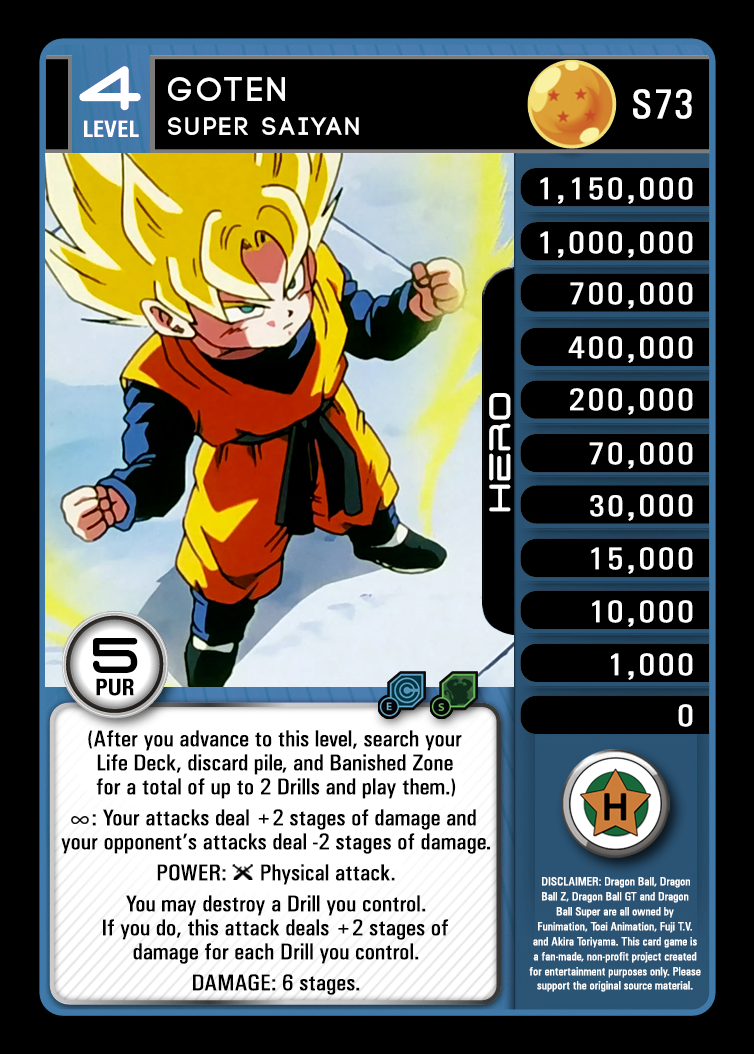 4
LEVEL
GOTEN
SUPER SAIYAN
S73
1,150,000
1,000,000
700,000
400,000
200,000
70,000
30,000
15,000
10,000
1,000
0
HERO
5
PUR
E
S
(After you advance to this level, search your
Life Deck, discard pile, and Banished Zone
for a total of up to 2 Drills and play them.)
∞: Your attacks deal +2 stages of damage and
your opponent's attacks deal -2 stages of damage.
POWER: Physical attack.
You may destroy a Drill you control.
If you do, this attack deals +2 stages of
damage for each Drill you control.
DAMAGE: 6 stages.
H
DISCLAIMER: Dragon Ball, Dragon
Ball Z, Dragon Ball GT and Dragon
Ball Super are all owned by
Funimation, Toei Animation, Fuji T.V.
and Akira Toriyama. This card game is
a fan-made, non-profit project created
for entertainment purposes only. Please
support the original source material.